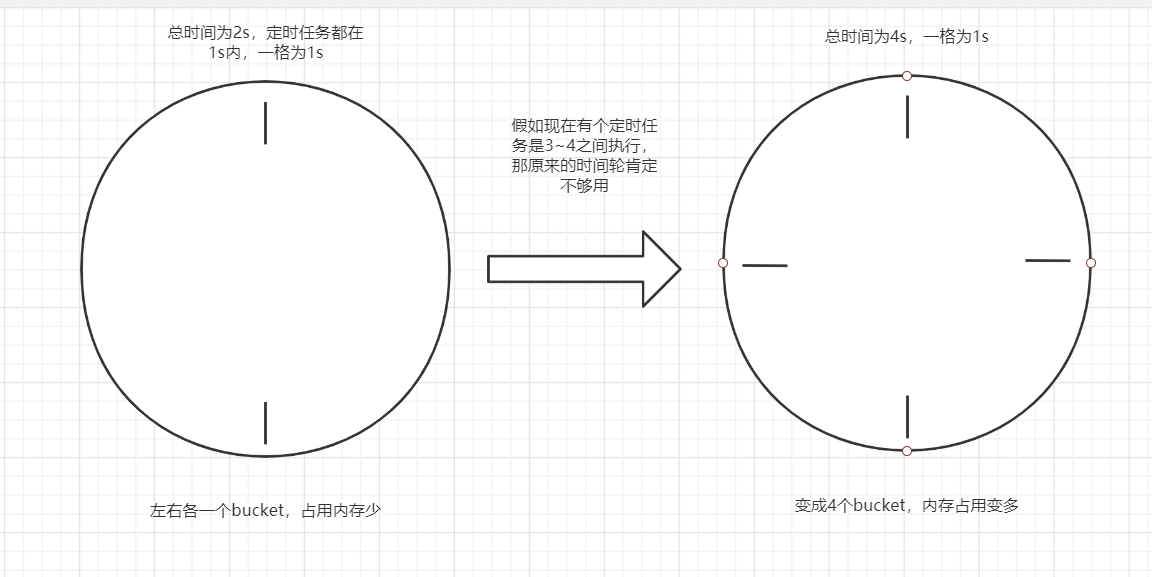 总时间为2s，定时任务都在
1s内，一格为1s
总时间为4s，一格为1s
假如现在有个定时任
务是3~4之间执行，
那原来的时间轮肯定
不够用
左右各一个bucket，占用内存少
变成4个bucket，内存占用变多